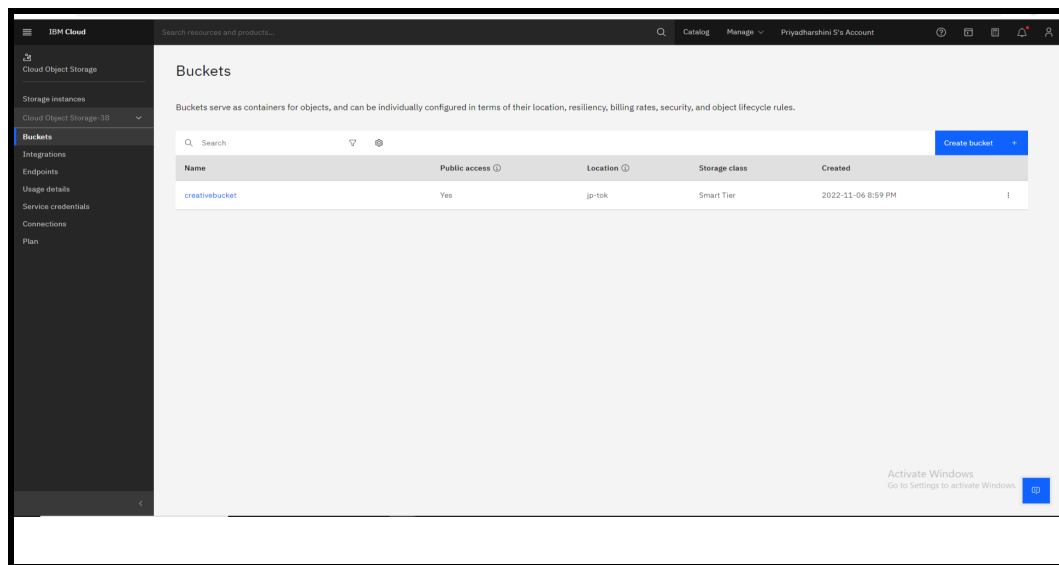 IBM Cloud
Search resources and products...
Catalog Manage Priyadharshini S's Account
Cloud Object Storage
Storage instances
Cloud Object Storage-38
Buckets
Integrations
Endpoints
Usage details
Service credentials
Connections
Plan
Buckets
Buckets serve as containers for objects, and can be individually configured in terms of their location, resiliency, billing rates, security, and object lifecycle rules.
Search
Create bucket +
Name Public access Location Storage class Created
creativebucket Yes jp-tok Smart Tier 2022-11-06 8:59 PM
Activate Windows
Go to Settings to activate Windows.